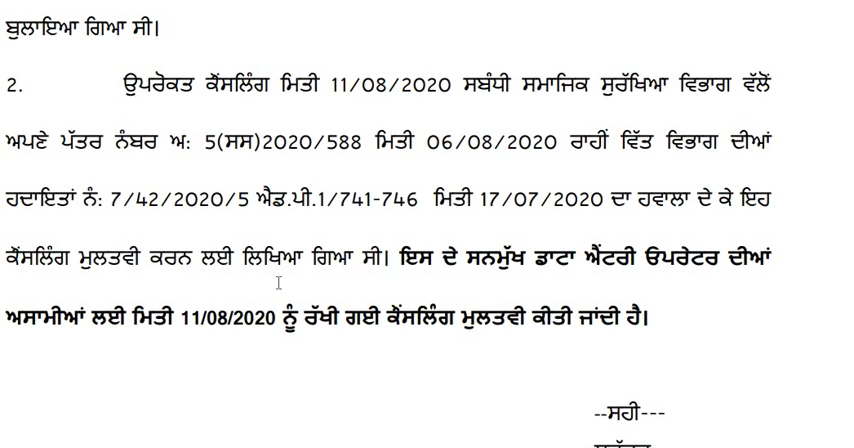 ਬੁਲਾਇਆ ਗਿਆ ਸੀ।
2. ਉਪਰੋਕਤ ਕੌਂਸਲਿੰਗ ਮਿਤੀ 11/08/2020 ਸਬੰਧੀ ਸਮਾਜਿਕ ਸੁਰੱਖਿਆ ਵਿਭਾਗ ਵੱਲੋਂ
ਅਪਣੇ ਪੱਤਰ ਨੰਬਰ ਅ: 5(ਸਸ)2020/588 ਮਿਤੀ 06/08/2020 ਰਾਹੀਂ ਵਿੱਤ ਵਿਭਾਗ ਦੀਆਂ
ਹਦਾਇਤਾਂ ਨੰ: 7/42/2020/5 ਐਫ.ਪੀ.1/741-746 ਮਿਤੀ 17/07/2020 ਦਾ ਹਵਾਲਾ ਦੇ ਕੇ ਇਹ
ਕੌਂਸਲਿੰਗ ਮੁਲਤਵੀ ਕਰਨ ਲਈ ਲਿਖਿਆ ਗਿਆ ਸੀ। ਇਸ ਦੇ ਸਨਮੁੱਖ ਡਾਟਾ ਐਂਟਰੀ ਓਪਰੇਟਰ ਦੀਆਂ
ਅਸਾਮੀਆਂ ਲਈ ਮਿਤੀ 11/08/2020 ਨੂੰ ਰੱਖੀ ਗਈ ਕੌਂਸਲਿੰਗ ਮੁਲਤਵੀ ਕੀਤੀ ਜਾਂਦੀ ਹੈ।
--ਸਹੀ---